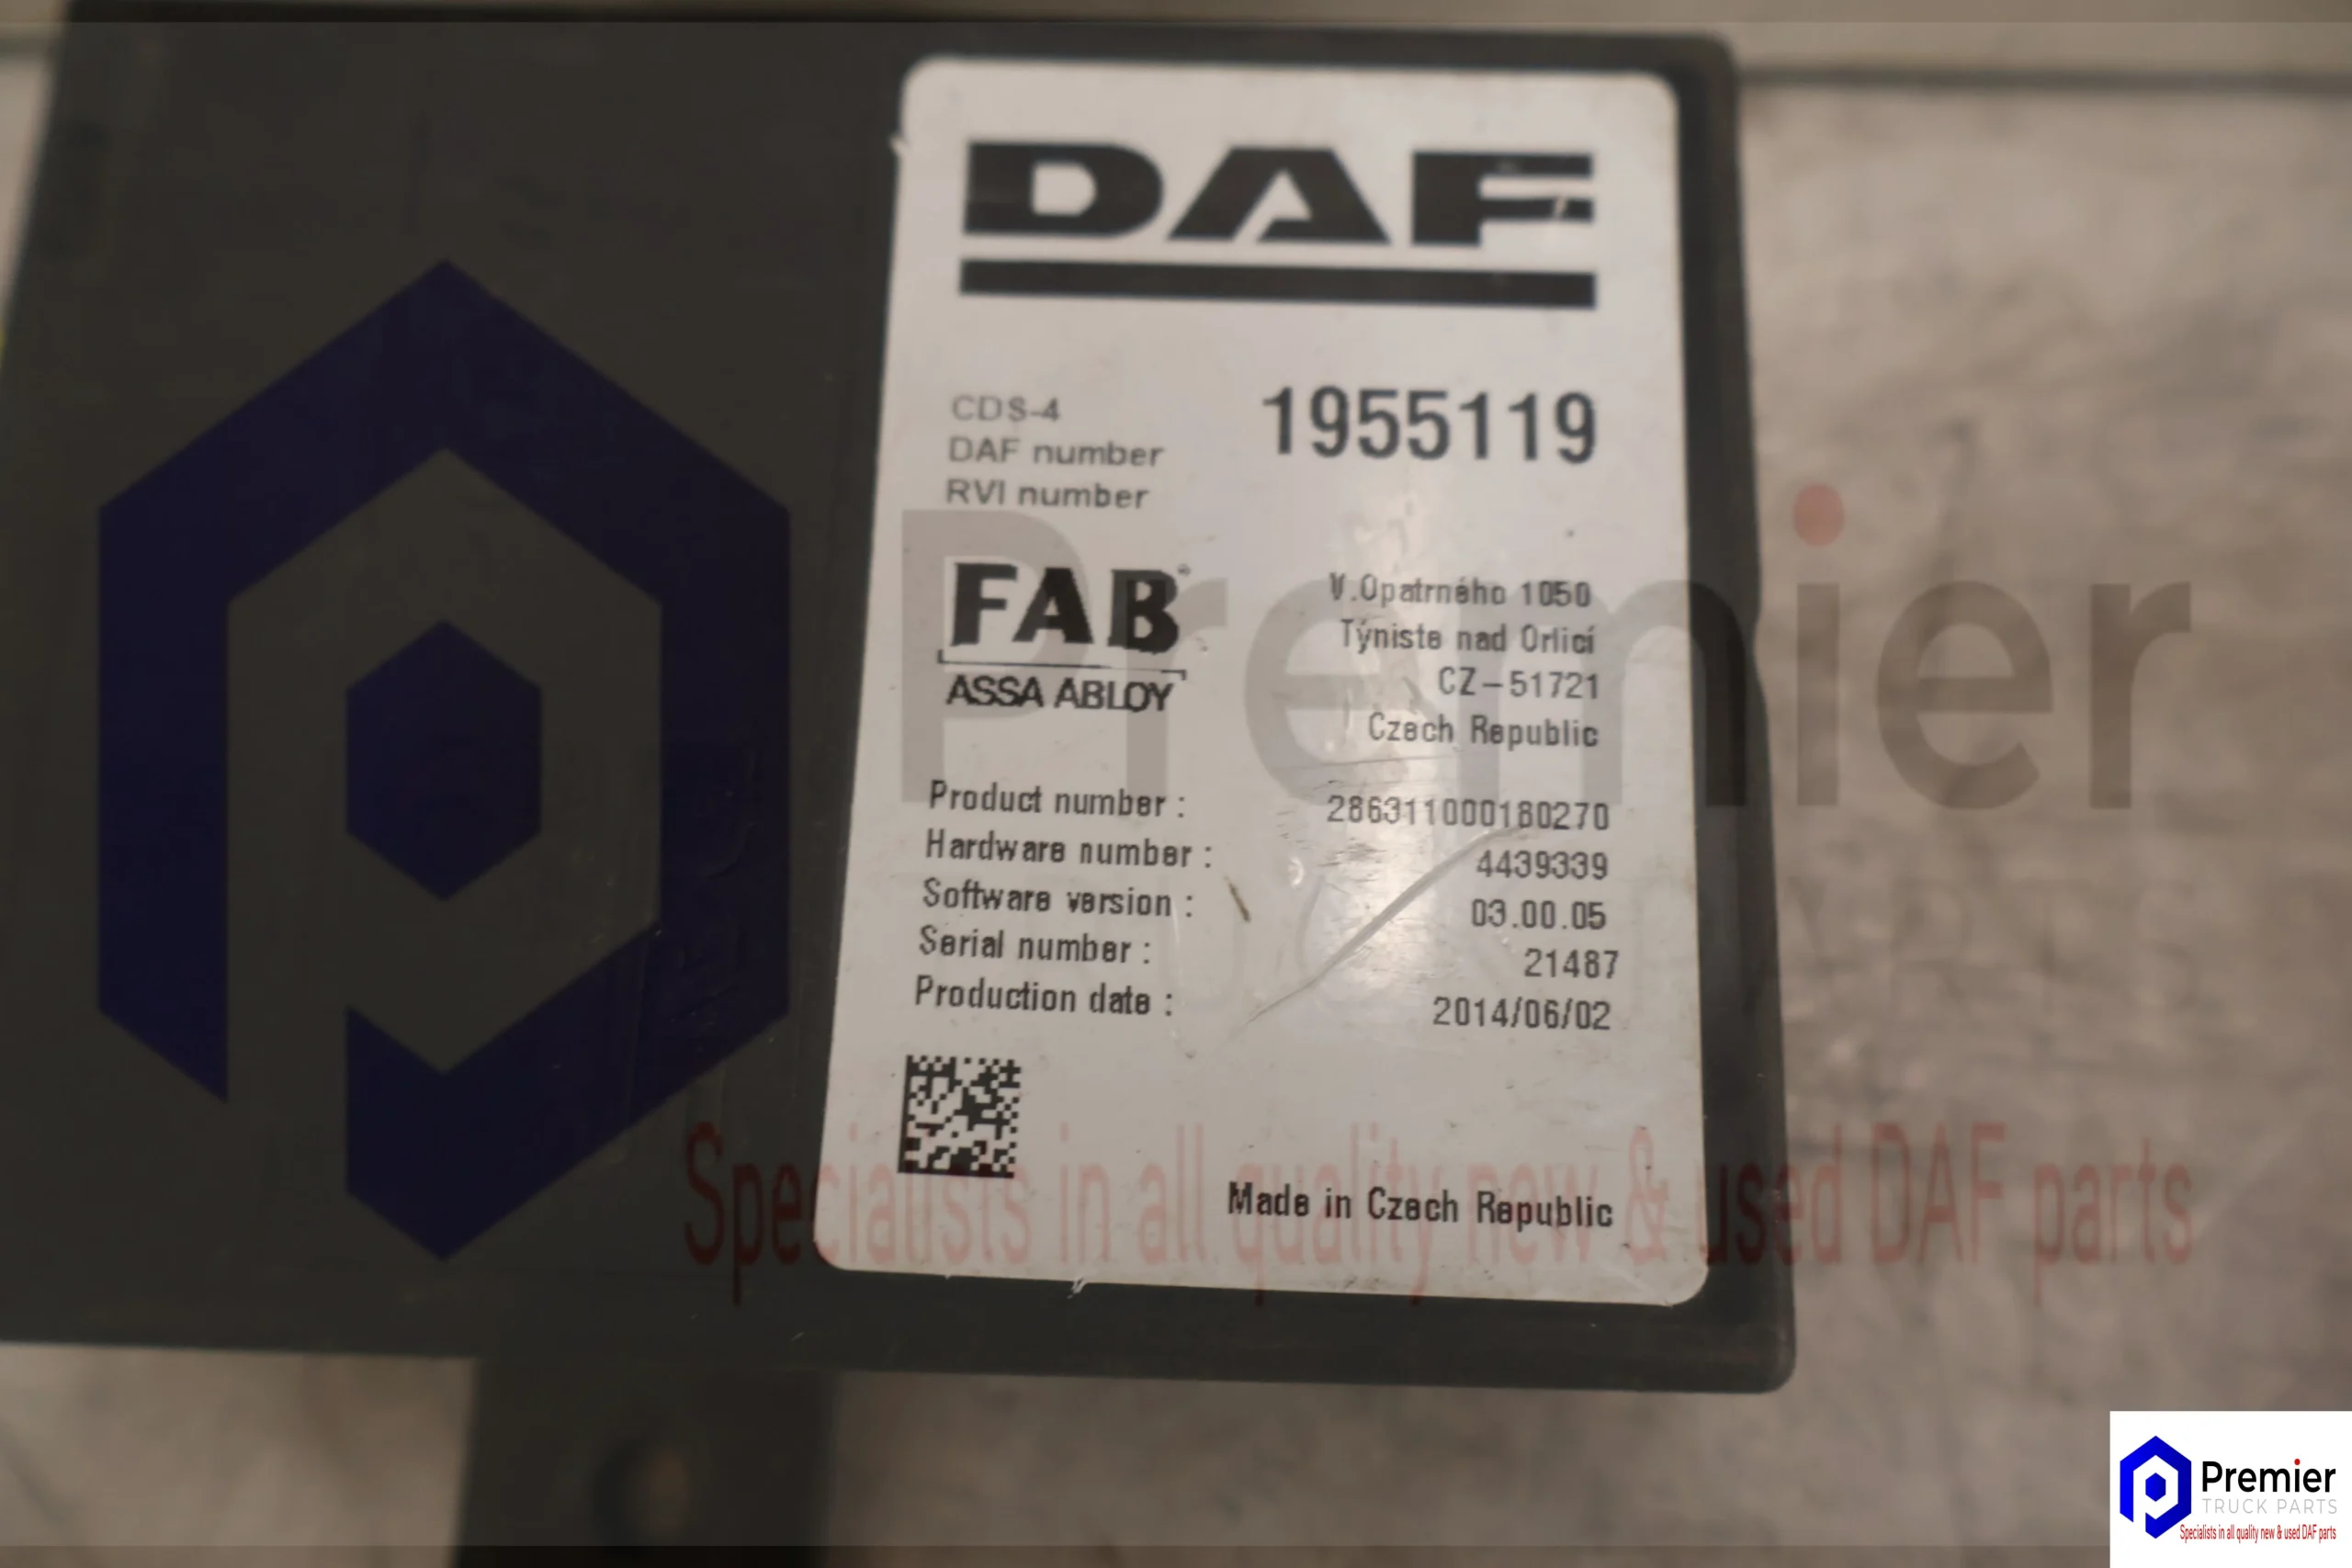 DAF
CDS-4
DAF number 1955119
RVI number
FAB
ASSA ABLOY
V.Opatrného 1050
Týniste nad Orlicí
CZ-51721
Czech Republic
Product number : 286311000180270
Hardware number : 4439339
Software version : 03.00.05
Serial number : 21487
Production date : 2014/06/02
Made in Czech Republic
Premier
Specialists in all quality new & used DAF parts
Premier
TRUCK PARTS
Specialists in all quality new & used DAF parts